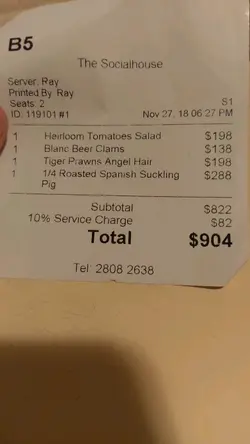 B5
The Socialhouse
Server: Ray
Printed By: Ray
Seats: 2 S1
ID: 119101 #1 Nov 27, 18 06:27 PM
1 Heirloom Tomatoes Salad $198
1 Blanc Beer Clams $138
1 Tiger Prawns Angel Hair $198
1 1/4 Roasted Spanish Suckling $288
Pig
Subtotal $822
10% Service Charge $82
Total $904
Tel: 2808 2638